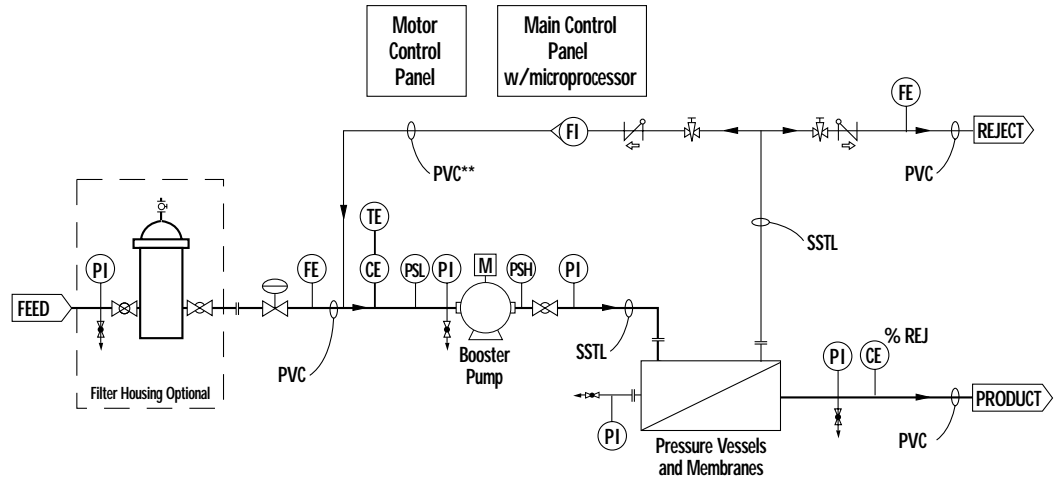 Motor
Control
Panel
Main Control
Panel
w/microprocessor
FE
FI
REJECT
PVC**
PVC
TE
SSTL
PI
FE
CE
PSL
PI
M
PSH
PI
FEED
PVC
Booster
Pump
SSTL
PI
CE
% REJ
Filter Housing Optional
PRODUCT
PI
PVC
Pressure Vessels
and Membranes